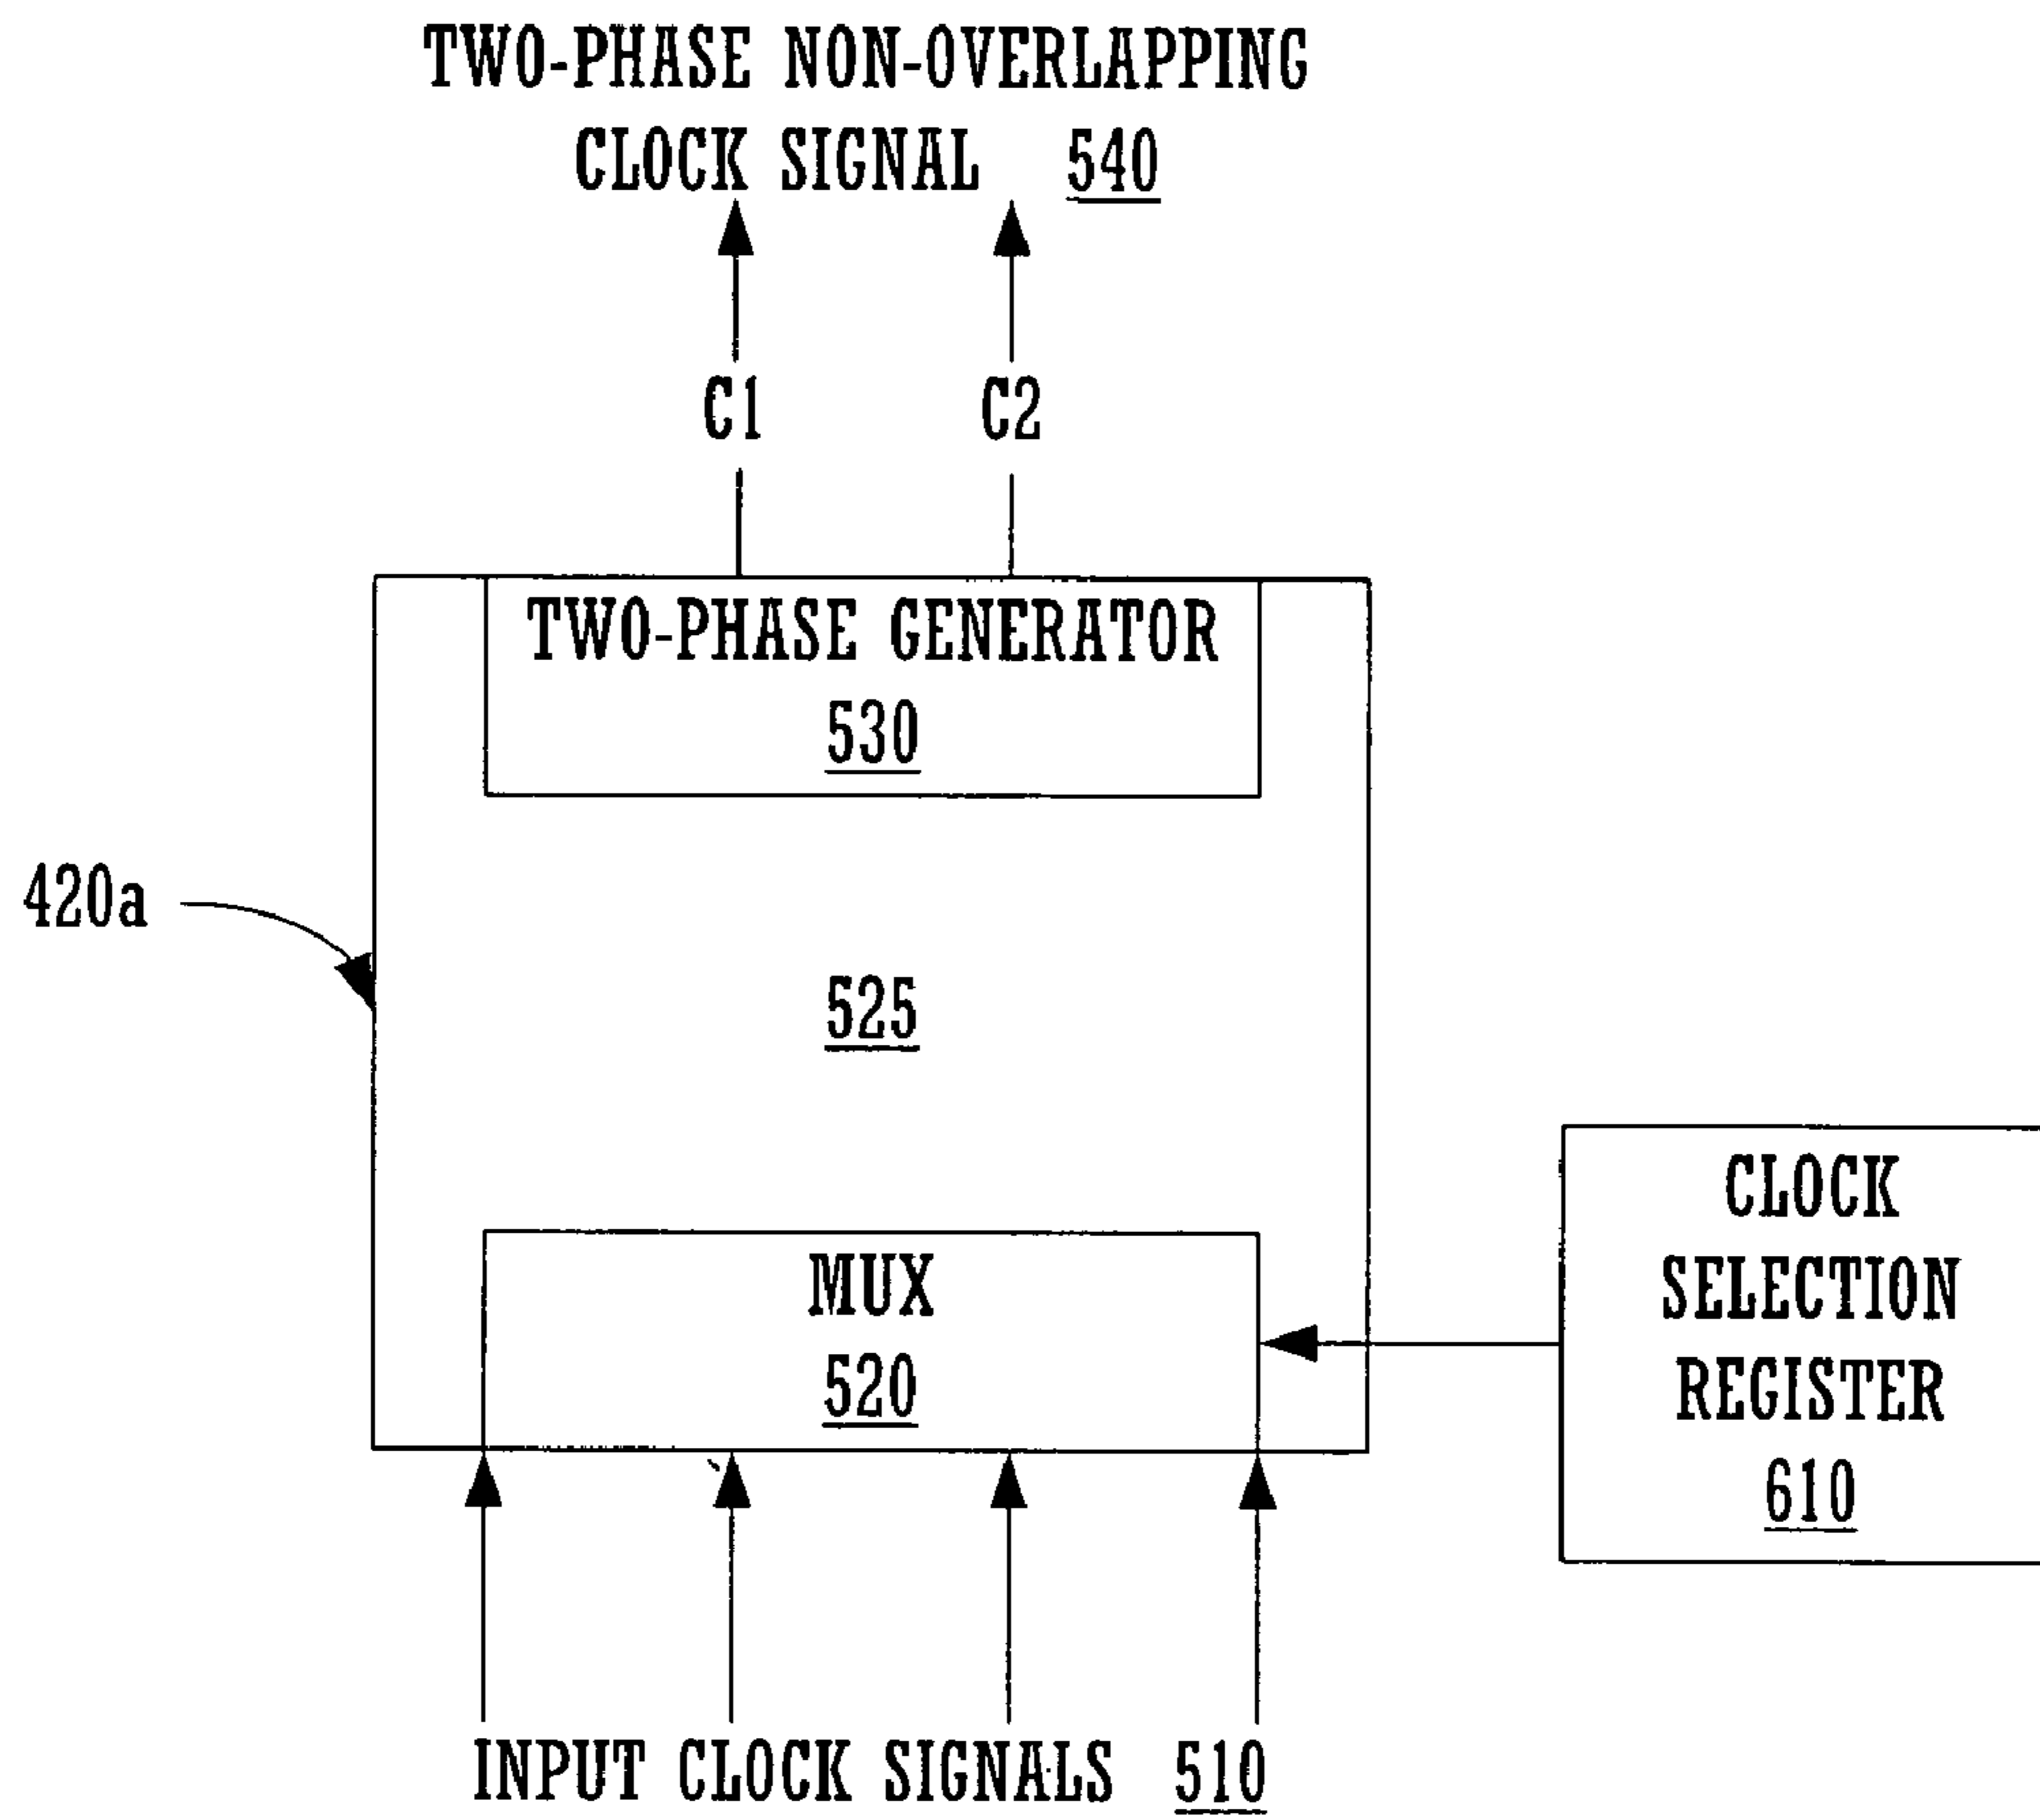 TWO-PHASE NON-OVERLAPPING
CLOCK SIGNAL 540
C1 C2
TWO-PHASE GENERATOR
530
420a
525
MUX
520
CLOCK
SELECTION
REGISTER
610
INPUT CLOCK SIGNALS 510